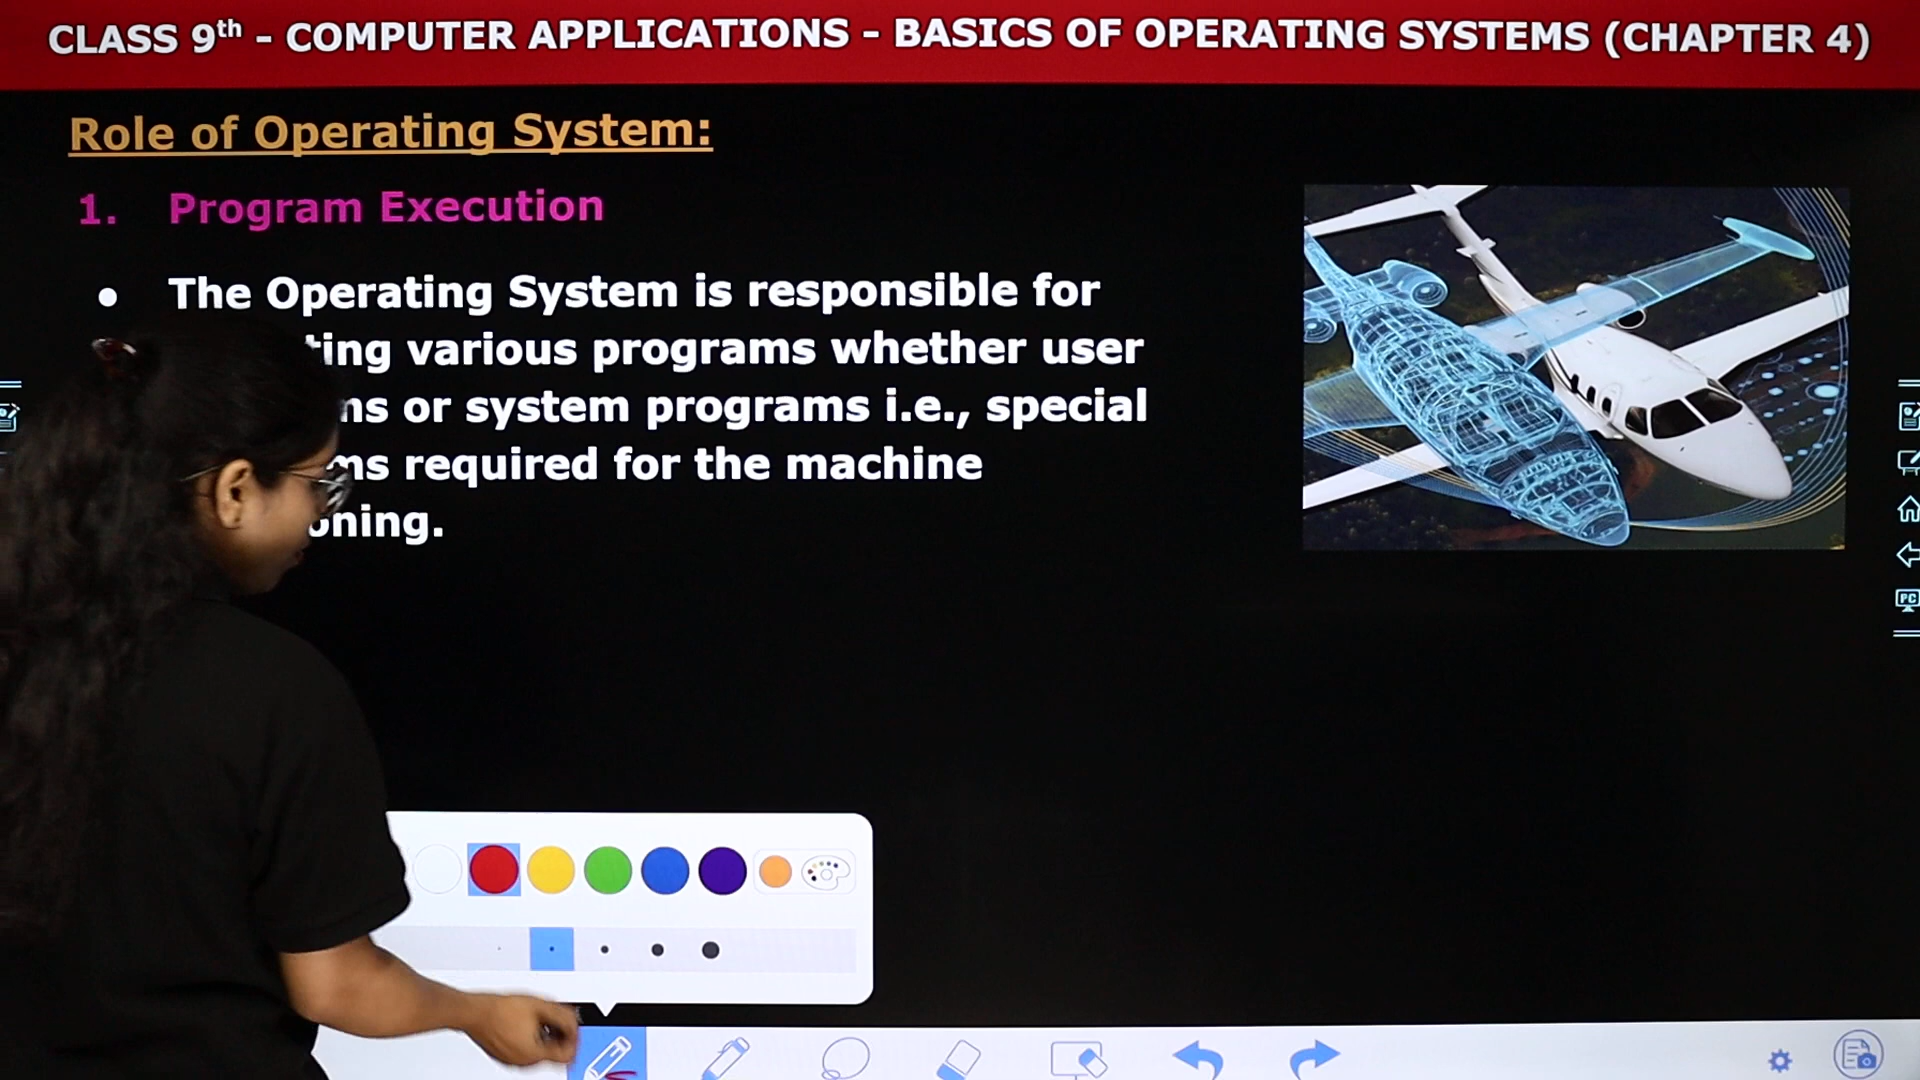 CLASS 9th - COMPUTER APPLICATIONS - BASICS OF OPERATING SYSTEMS (CHAPTER 4)
Role of Operating System:
1. Program Execution
• The Operating System is responsible for
ting various programs whether user
ns or system programs i.e., special
ms required for the machine
oning.
PC